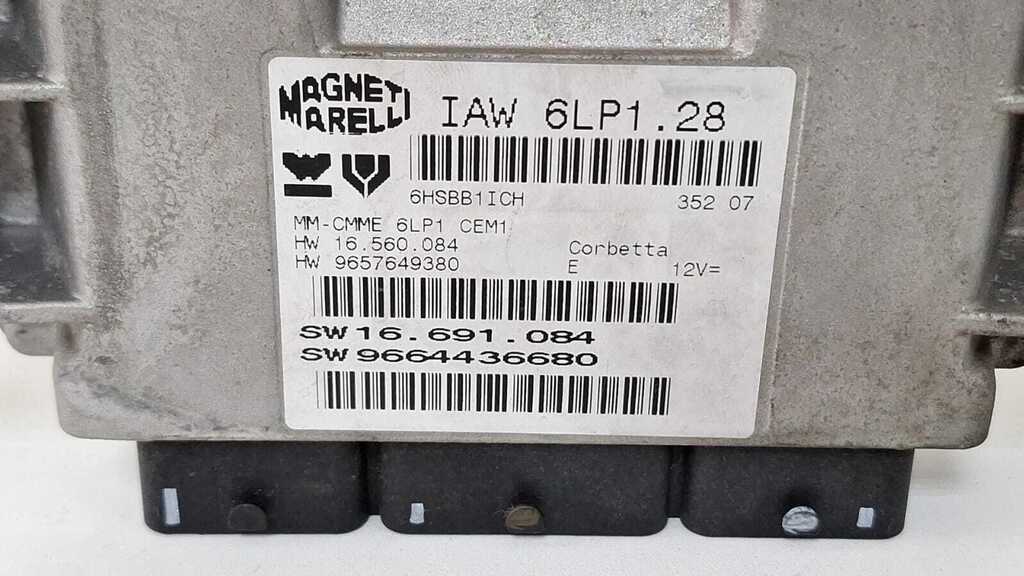 MAGNETI
MARELLI
IAW 6LP1.28
6HSBB1ICH 352 07
MM-CMME 6LP1 CEM1
HW 16.560.084 Corbetta
HW 9657649380 E 12V=
SW 16.691.084
SW 9664436680